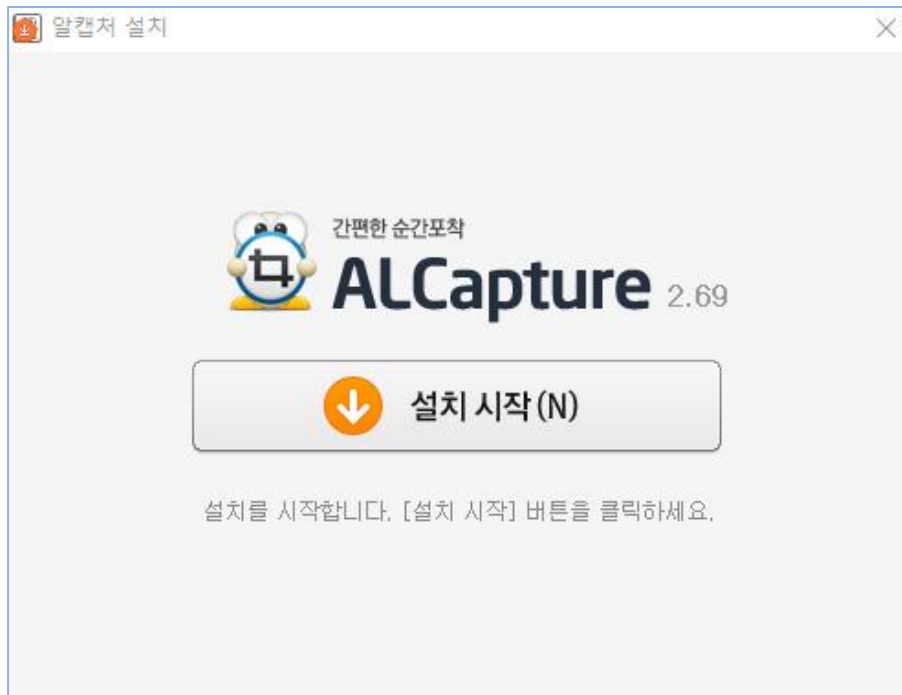 알캡처 설치
간편한 순간포착
ALCapture 2.69
설치 시작(N)
설치를 시작합니다. [설치 시작] 버튼을 클릭하세요.